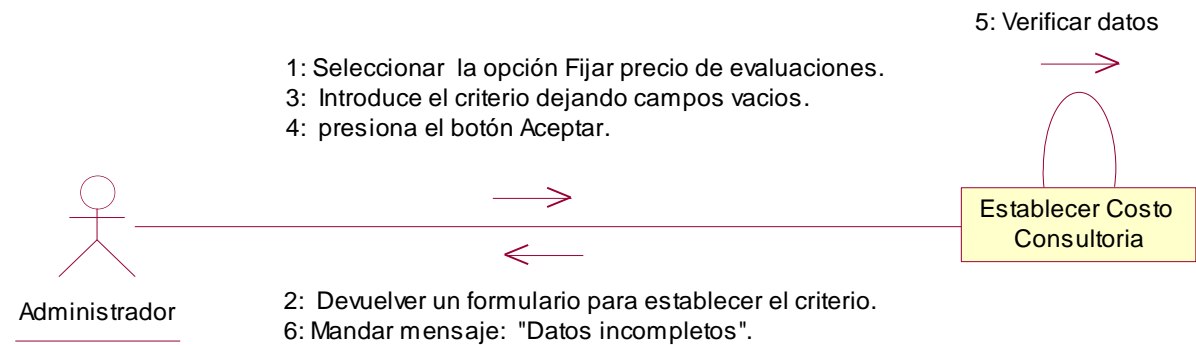 5: Verificar datos
1: Seleccionar la opción Fijar precio de evaluaciones.
3: Introduce el criterio dejando campos vacios.
4: presiona el botón Aceptar.
Establecer Costo
Consultoria
Administrador
2: Devuelver un formulario para establecer el criterio.
6: Mandar mensaje: "Datos incompletos".